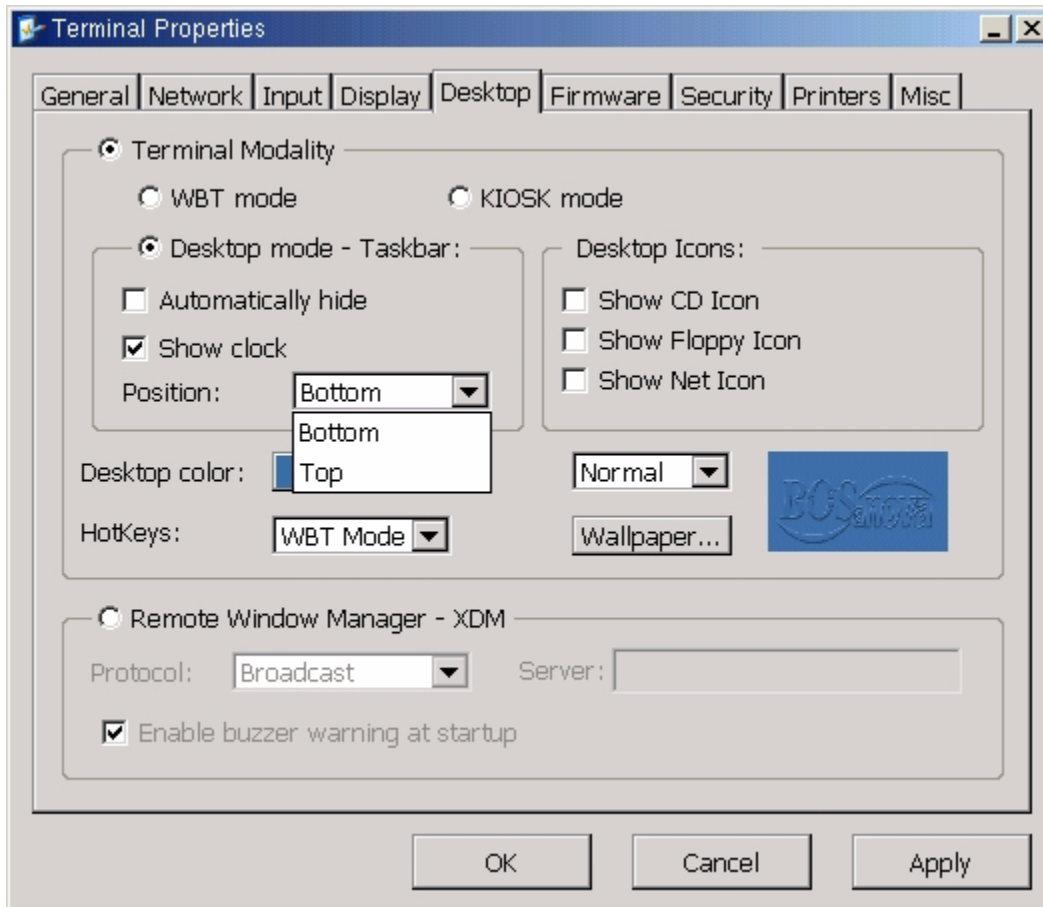 Terminal Properties
General Network Input Display Desktop Firmware Security Printers Misc
Terminal Modality
WBT mode KIOSK mode
Desktop mode - Taskbar: Desktop Icons:
Automatically hide Show CD Icon
Show clock Show Floppy Icon
Position: Bottom Show Net Icon
Bottom
Top
Desktop color: Normal
BOSanova
HotKeys: WBT Mode Wallpaper...
Remote Window Manager - XDM
Protocol: Broadcast Server:
Enable buzzer warning at startup
OK Cancel Apply